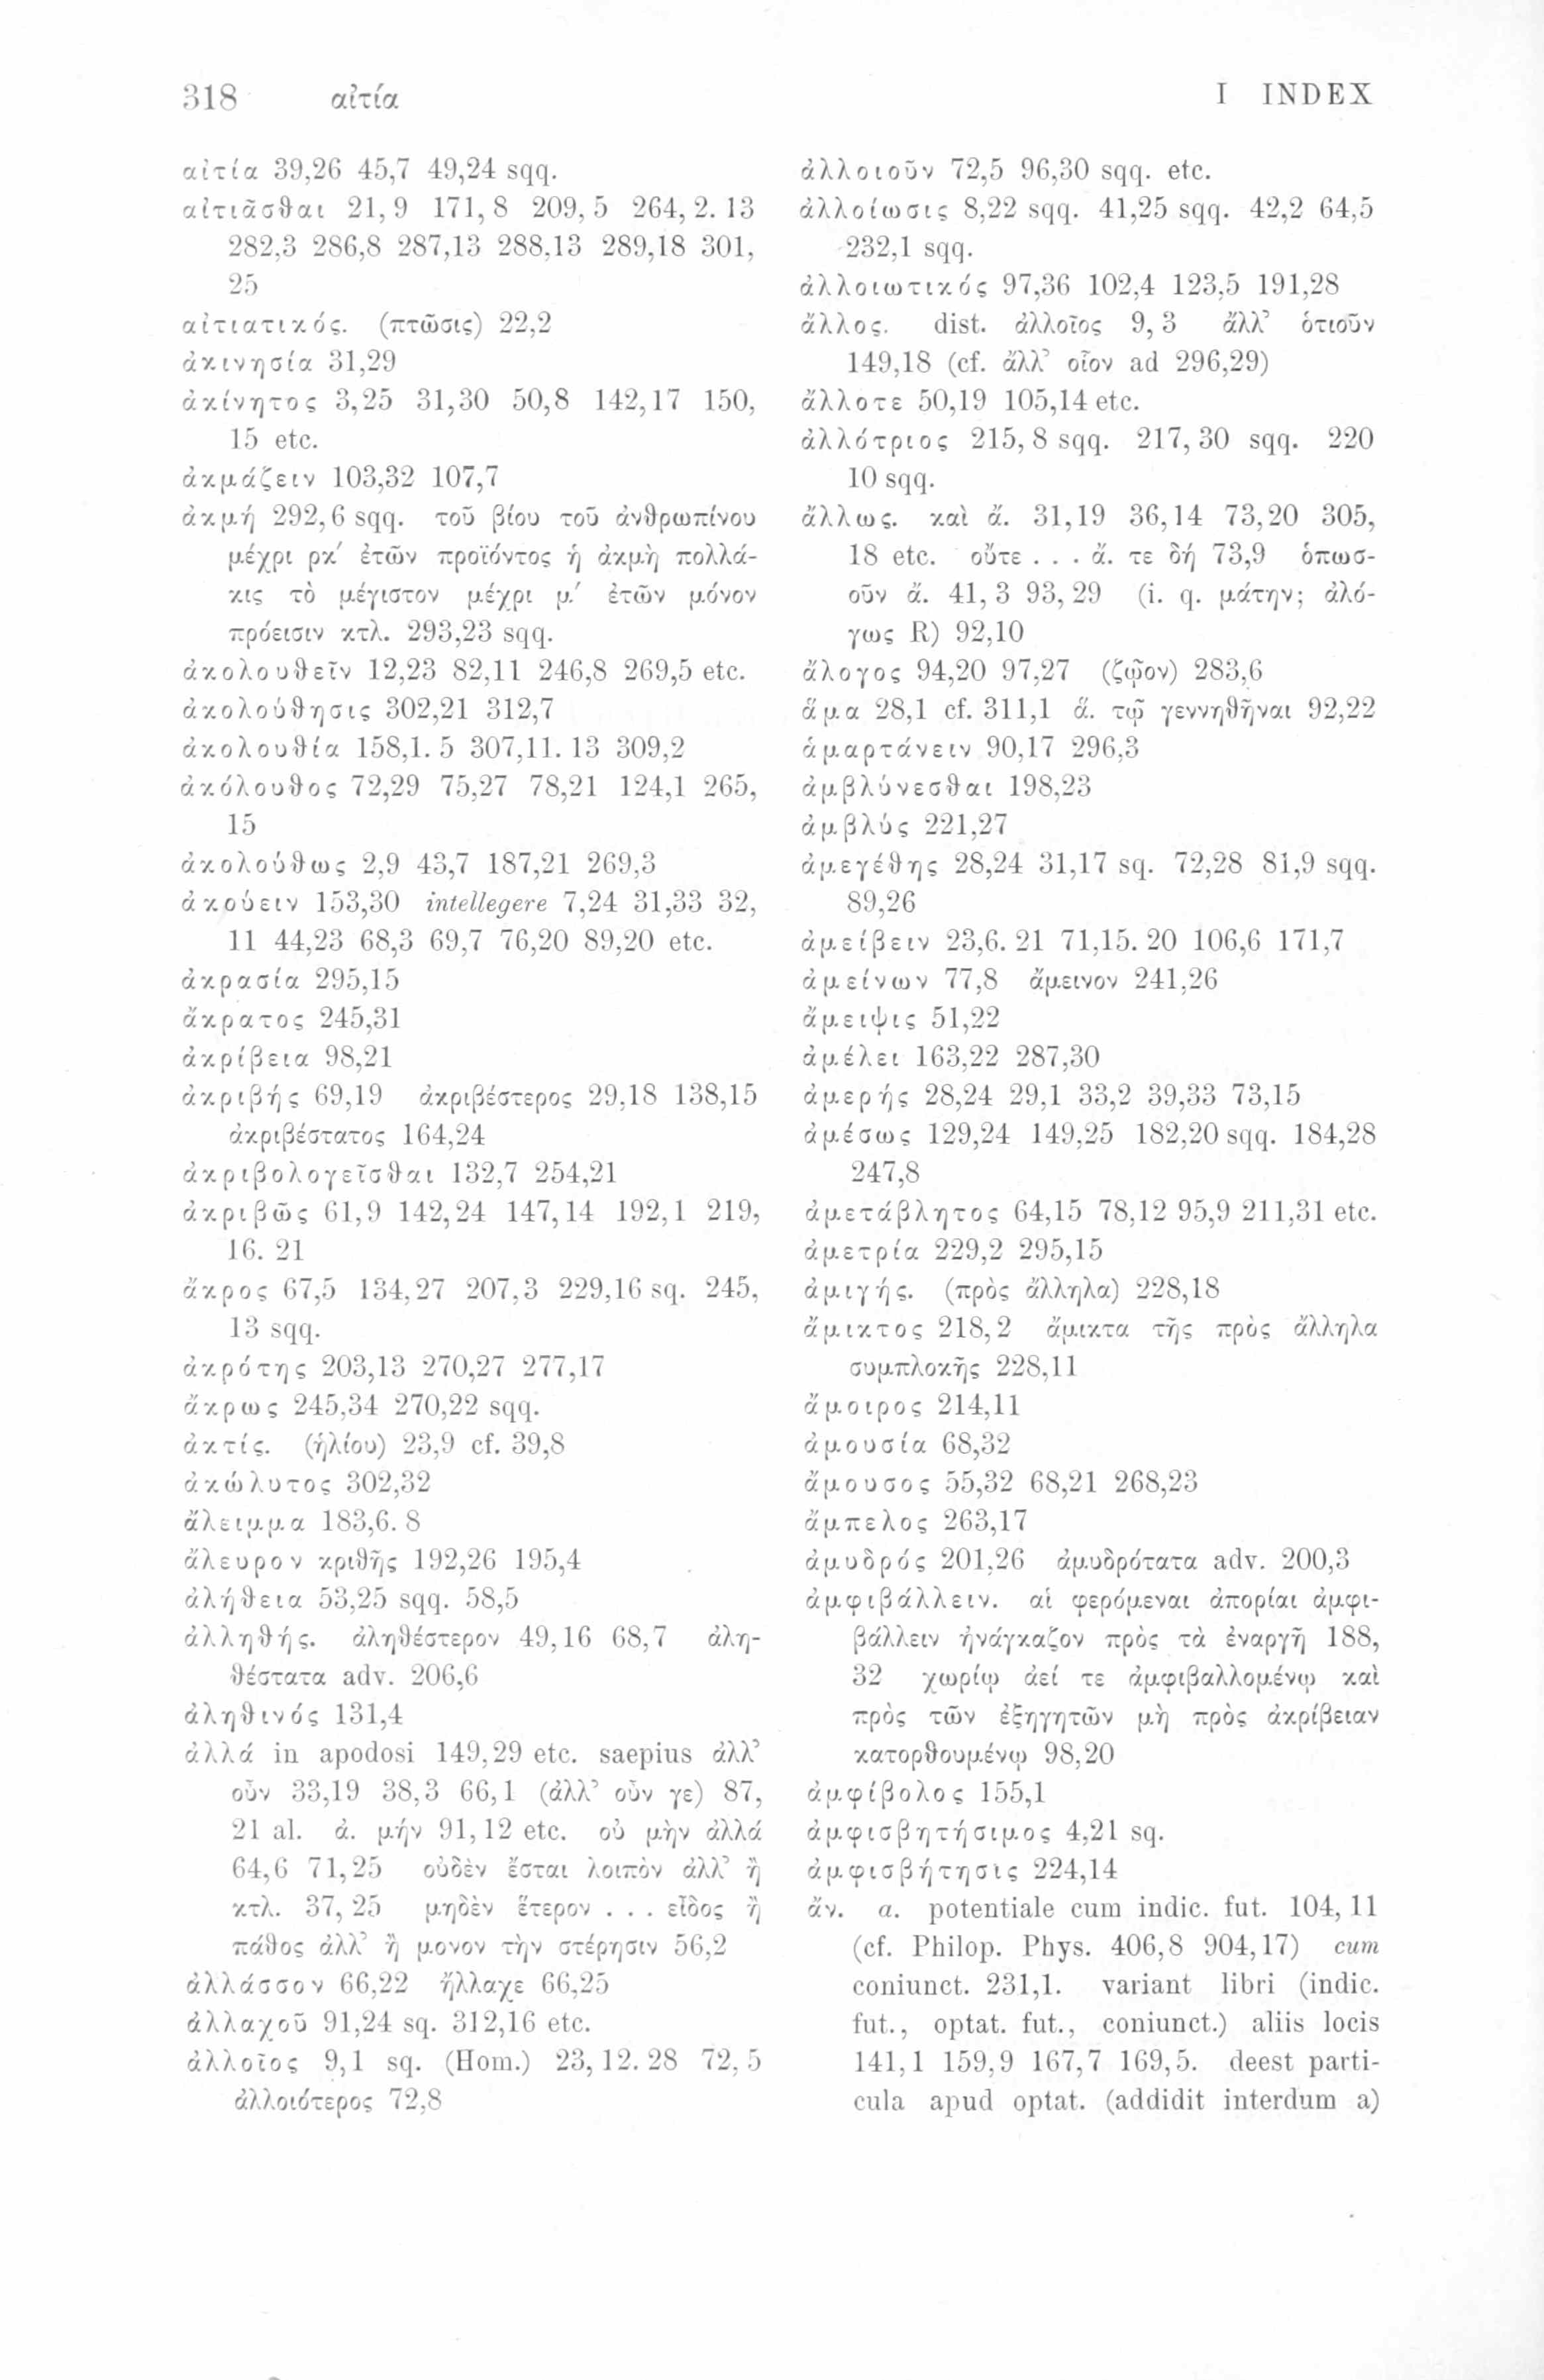 318 αἰτία I INDEX
αἰτία 39,26 45,7 49,24 sqq.
αἰτιᾶσθαι 21,9 171,8 209,5 264,2. 13
282,3 286,8 287,13 288,13 289,18 301,
25
αἰτιατικός. (πτῶσις) 22,2
ἀκινησία 31,29
ἀκίνητος 3,25 31,30 50,8 142,17 150,
15 etc.
ἀκμάζειν 103,32 107,7
ἀκμή 292,6 sqq. τοῦ βίου τοῦ ἀνθρωπίνου
μέχρι ρκ′ ἐτῶν προϊόντος ἡ ἀκμὴ πολλά-
κις τὸ μέγιστον μέχρι μ′ ἐτῶν μόνον
πρόεισιν κτλ. 293,23 sqq.
ἀκολουθεῖν 12,23 82,11 246,8 269,5 etc.
ἀκολούθησις 302,21 312,7
ἀκολουθία 158,1. 5 307,11. 13 309,2
ἀκόλουθος 72,29 75,27 78,21 124,1 265,
15
ἀκολούθως 2,9 43,7 187,21 269,3
ἀκούειν 153,30 intellegere 7,24 31,33 32,
11 44,23 68,3 69,7 76,20 89,20 etc.
ἀκρασία 295,15
ἄκρατος 245,31
ἀκρίβεια 98,21
ἀκριβής 69,19 ἀκριβέστερος 29,18 138,15
ἀκριβέστατος 164,24
ἀκριβολογεῖσθαι 132,7 254,21
ἀκριβῶς 61,9 142,24 147,14 192,1 219,
16. 21
ἄκρος 67,5 134,27 207,3 229,16 sq. 245,
13 sqq.
ἀκρότης 203,13 270,27 277,17
ἄκρως 245,34 270,22 sqq.
ἀκτίς. (ἡλίου) 23,9 cf. 39,8
ἀκώλυτος 302,32
ἄλειμμα 183,6. 8
ἄλευρον κριθῆς 192,26 195,4
ἀλήθεια 53,25 sqq. 58,5
ἀλληθής. ἀληθέστερον 49,16 68,7 ἀλη-
θέστατα adv. 206,6
ἀληθινός 131,4
ἀλλά in apodosi 149,29 etc. saepius ἀλλ’
οὖν 33,19 38,3 66,1 (ἀλλ’ οὖν γε) 87,
21 al. ἀ. μήν 91,12 etc. οὐ μὴν ἀλλά
64,6 71,25 οὐδὲν ἔσται λοιπὸν ἀλλ’ ἢ
κτλ. 37,25 μηδὲν ἕτερον . . . εἶδος ἢ
πάθος ἀλλ’ ἢ μονον τὴν στέρησιν 56,2
ἀλλάσσον 66,22 ἤλλαχε 66,25
ἀλλαχοῦ 91,24 sq. 312,16 etc.
ἀλλοῖος 9,1 sq. (Hom.) 23,12. 28 72,5
ἀλλοιότερος 72,8
ἀλλοιοῦν 72,5 96,30 sqq. etc.
ἀλλοίωσις 8,22 sqq. 41,25 sqq. 42,2 64,5
232,1 sqq.
ἀλλοιωτικός 97,36 102,4 123,5 191,28
ἄλλος. dist. ἀλλοῖος 9,3 ἄλλ’ ὁτιοῦν
149,18 (cf. ἄλλ’ οἷον ad 296,29)
ἄλλοτε 50,19 105,14 etc.
ἀλλότριος 215,8 sqq. 217,30 sqq. 220
10 sqq.
ἄλλως. καὶ ἄ. 31,19 36,14 73,20 305,
18 etc. οὔτε . . . ἄ. τε δή 73,9 ὁπωσ-
οῦν ἄ. 41,3 93,29 (i. q. μάτην; ἀλό-
γως R) 92,10
ἄλογος 94,20 97,27 (ζῷον) 283,6
ἅμα 28,1 cf. 311,1 ἅ. τῷ γεννηθῆναι 92,22
ἁμαρτάνειν 90,17 296,3
ἀμβλύνεσθαι 198,23
ἀμβλύς 221,27
ἀμεγέθης 28,24 31,17 sq. 72,28 81,9 sqq.
89,26
ἀμείβειν 23,6. 21 71,15. 20 106,6 171,7
ἀμείνων 77,8 ἄμεινον 241,26
ἄμειψις 51,22
ἀμέλει 163,22 287,30
ἀμερής 28,24 29,1 33,2 39,33 73,15
ἀμέσως 129,24 149,25 182,20 sqq. 184,28
247,8
ἀμετάβλητος 64,15 78,12 95,9 211,31 etc.
ἀμετρία 229,2 295,15
ἀμιγής. (πρὸς ἄλληλα) 228,18
ἄμικτος 218,2 ἄμικτα τῆς πρὸς ἄλληλα
συμπλοκῆς 228,11
ἄμοιρος 214,11
ἀμουσία 68,32
ἄμουσος 55,32 68,21 268,23
ἄμπελος 263,17
ἀμυδρός 201,26 ἀμυδρότατα adv. 200,3
ἀμφιβάλλειν. αἱ φερόμεναι ἀπορίαι ἀμφι-
βάλλειν ἠνάγκαζον πρὸς τὰ ἐναργῆ 188,
32 χωρίῳ ἀεί τε ἀμφιβαλλομένῳ καὶ
πρὸς τῶν ἐξηγητῶν μὴ πρὸς ἀκρίβειαν
κατορθουμένῳ 98,20
ἀμφίβολος 155,1
ἀμφισβητήσιμος 4,21 sq.
ἀμφισβήτησις 224,14
ἄν. a. potentiale cum indic. fut. 104,11
(cf. Philop. Phys. 406,8 904,17) cum
coniunct. 231,1. variant libri (indic.
fut., optat. fut., coniunct.) aliis locis
141,1 159,9 167,7 169,5. deest parti-
cula apud optat. (addidit interdum a)